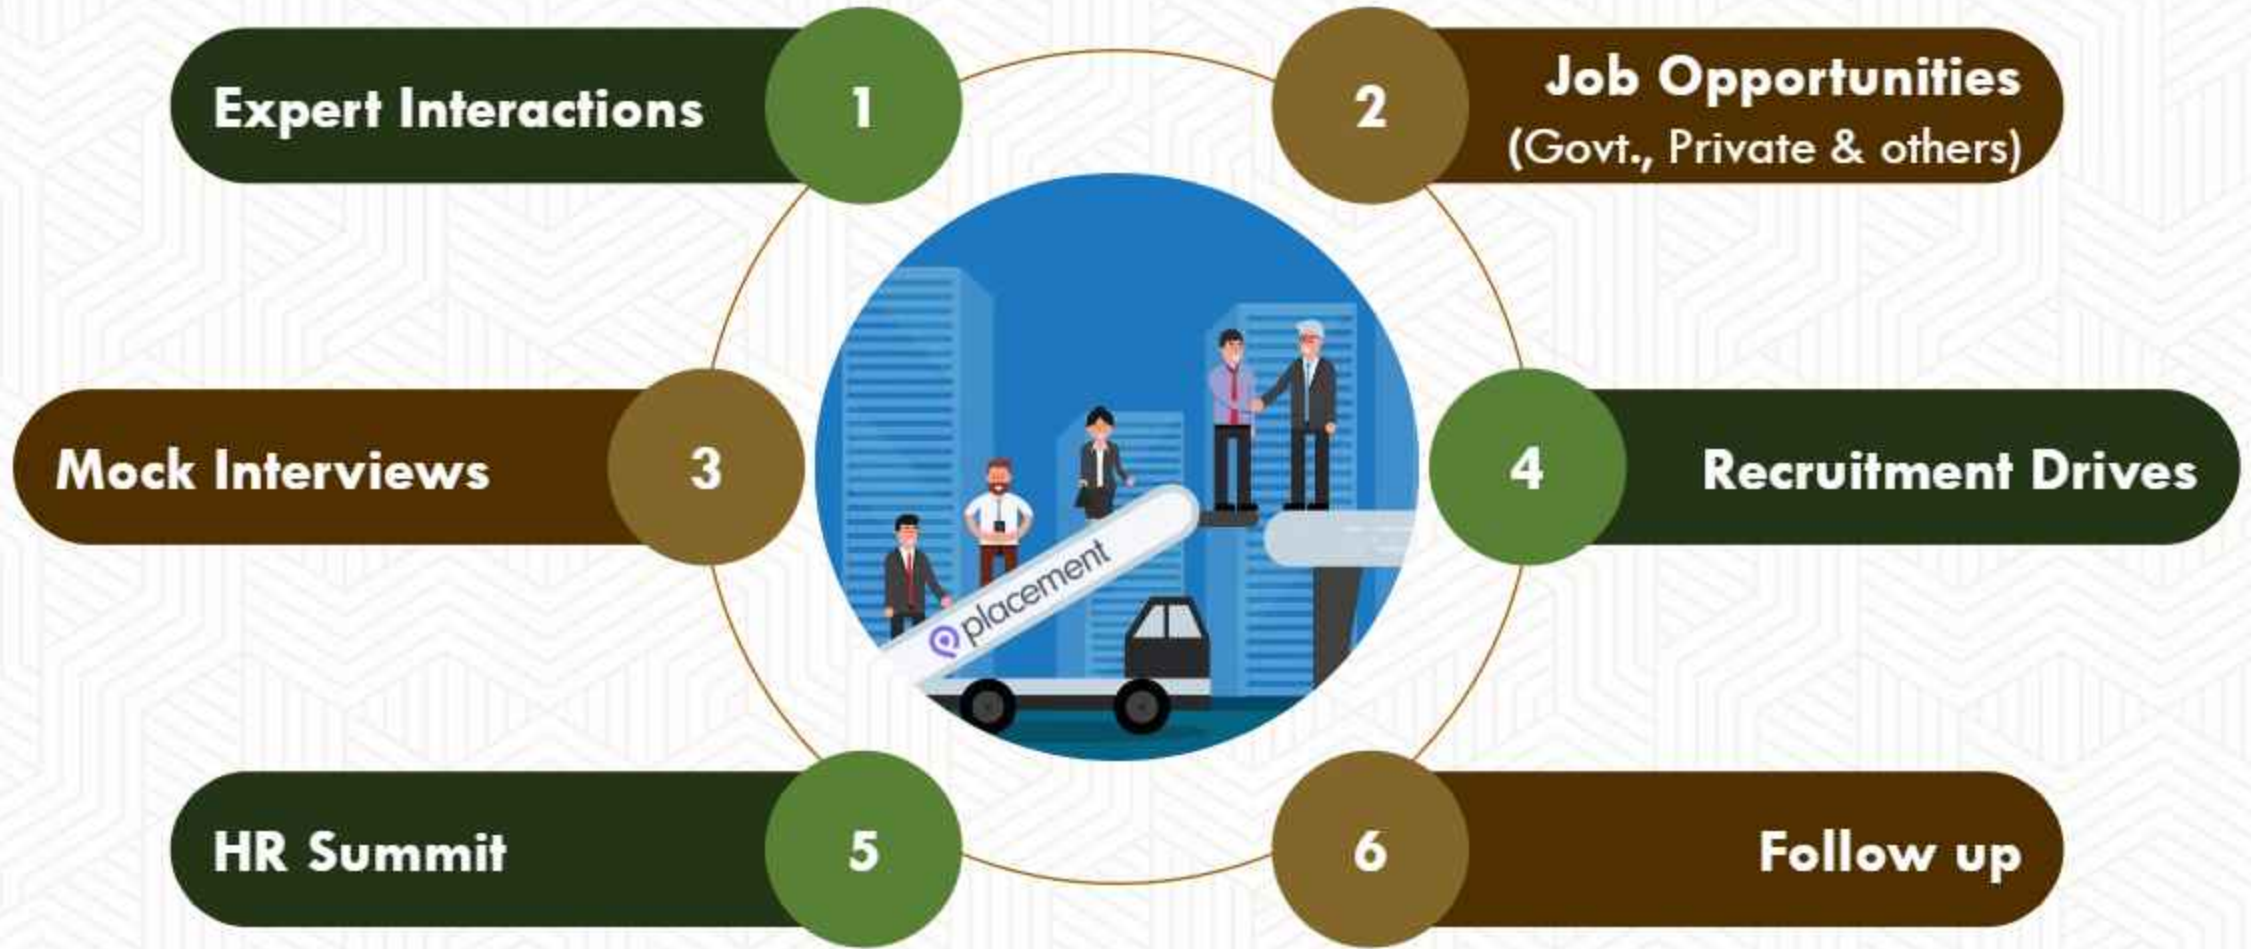 Expert Interactions
1
2
Job Opportunities
(Govt., Private & others)
Mock Interviews
3
placement
4
Recruitment Drives
HR Summit
5
6
Follow up